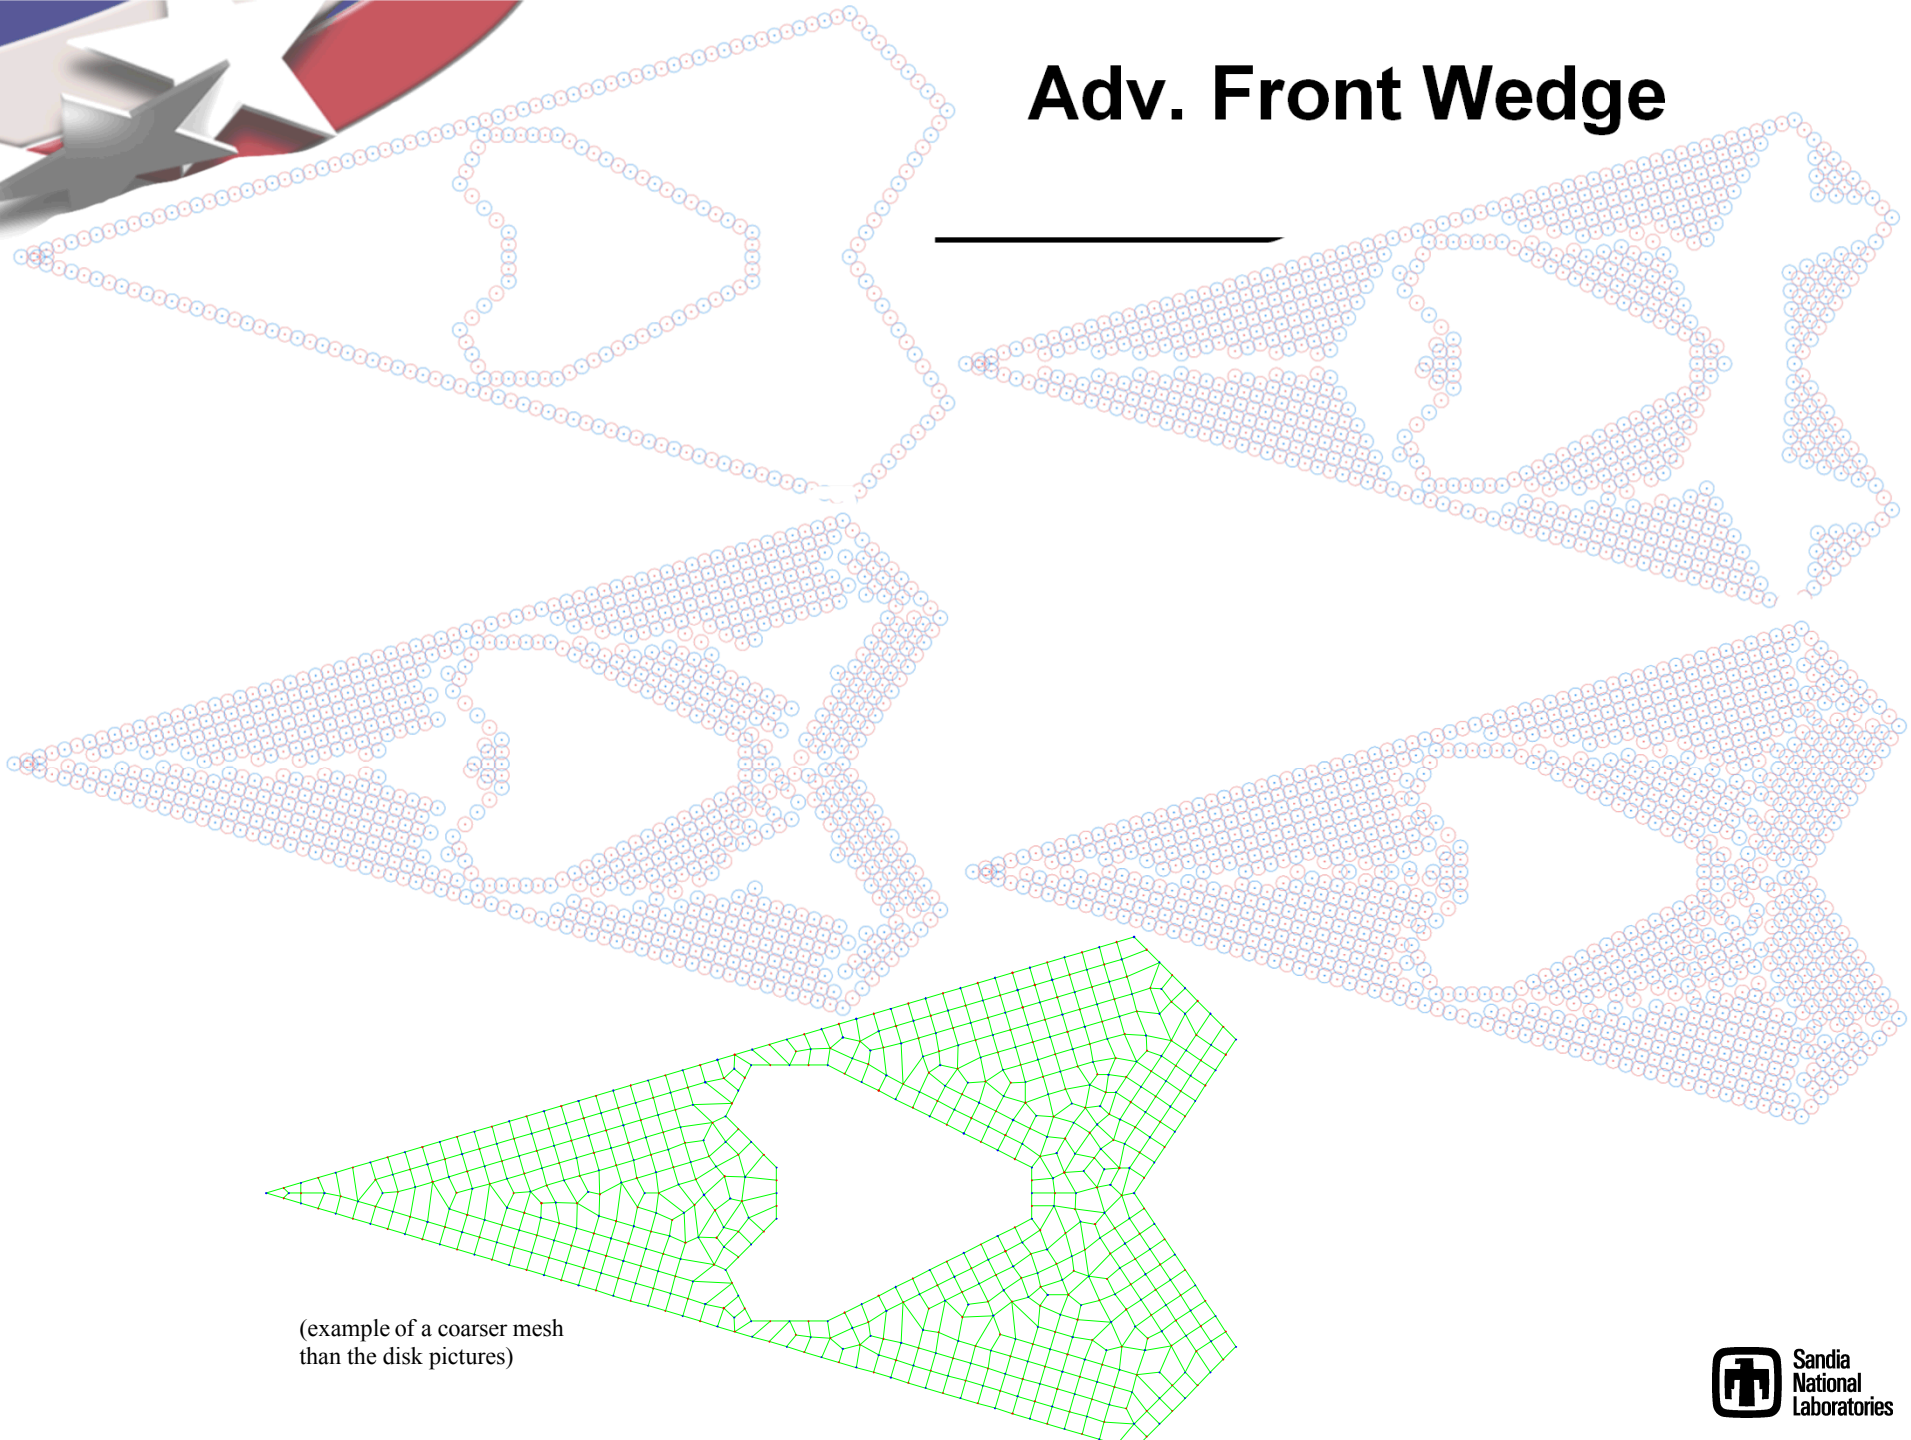 Adv. Front Wedge
(example of a coarser mesh
than the disk pictures)
Sandia
National
Laboratories